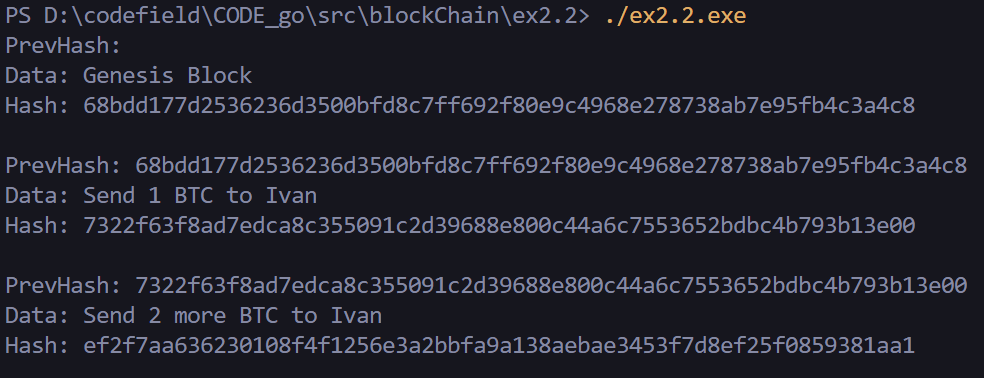 PS D:\codefield\CODE_go\src\blockChain\ex2.2> ./ex2.2.exe
PrevHash:
Data: Genesis Block
Hash: 68bdd177d2536236d3500bfd8c7ff692f80e9c4968e278738ab7e95fb4c3a4c8
PrevHash: 68bdd177d2536236d3500bfd8c7ff692f80e9c4968e278738ab7e95fb4c3a4c8
Data: Send 1 BTC to Ivan
Hash: 7322f63f8ad7edca8c355091c2d39688e800c44a6c7553652bdbc4b793b13e00
PrevHash: 7322f63f8ad7edca8c355091c2d39688e800c44a6c7553652bdbc4b793b13e00
Data: Send 2 more BTC to Ivan
Hash: ef2f7aa636230108f4f1256e3a2bbfa9a138aebae3453f7d8ef25f0859381aa1